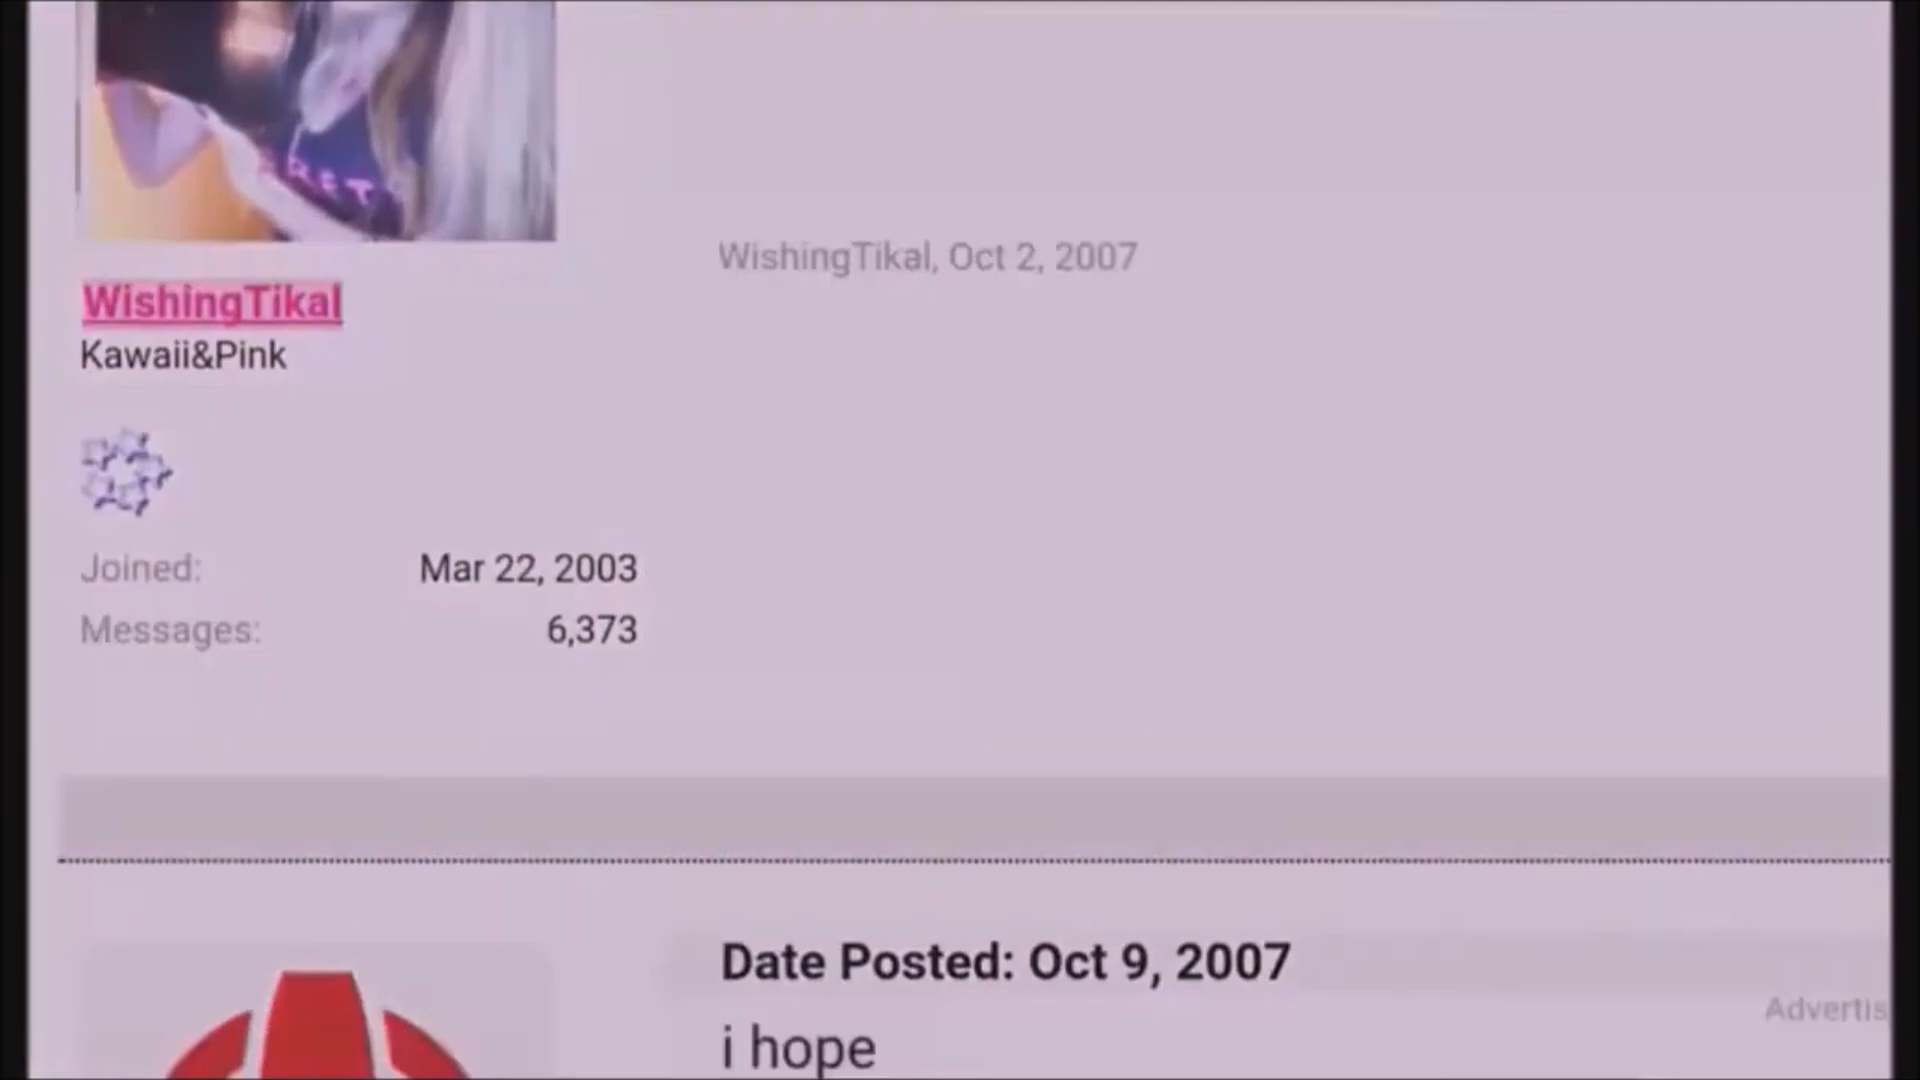 WishingTikal, Oct 2, 2007
WishingTikal
Kawaii&Pink
Joined: Mar 22, 2003
Messages: 6,373
Date Posted: Oct 9, 2007
Advertis
i hope